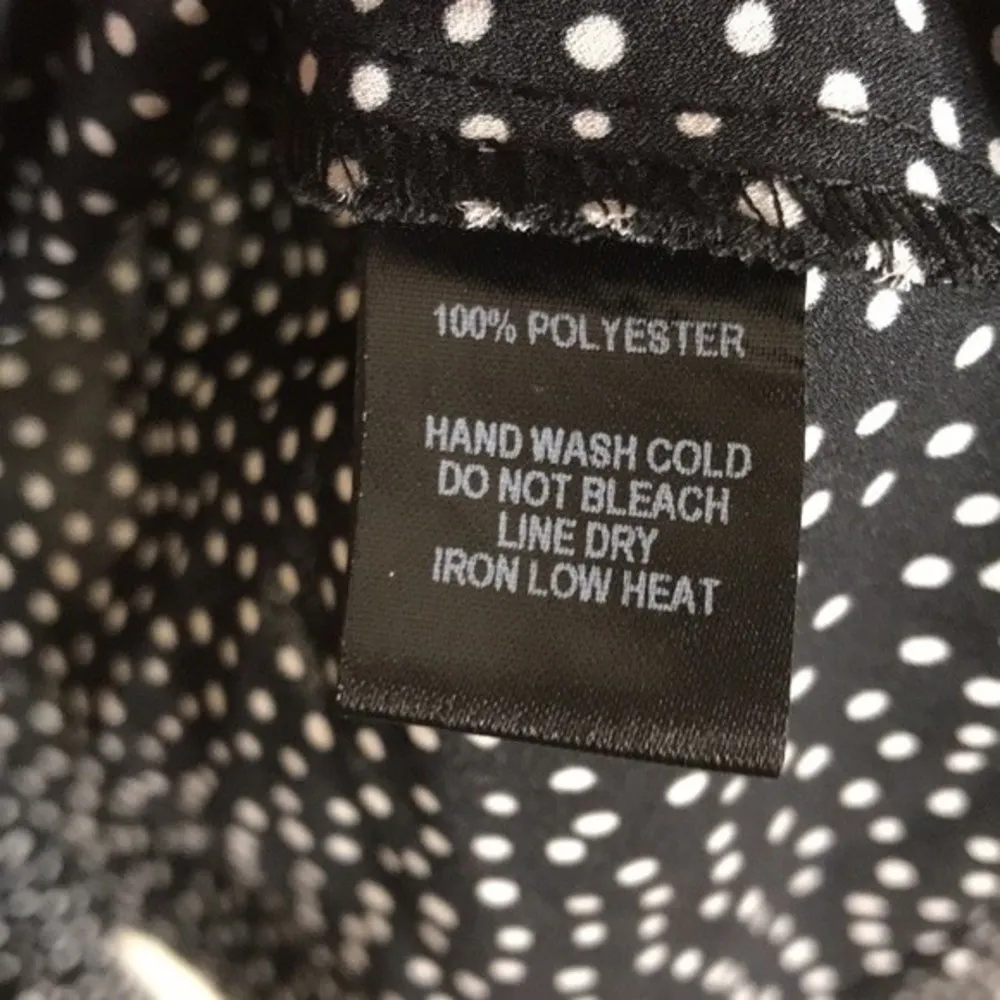 100% POLYESTER
HAND WASH COLD
DO NOT BLEACH
LINE DRY
IRON LOW HEAT